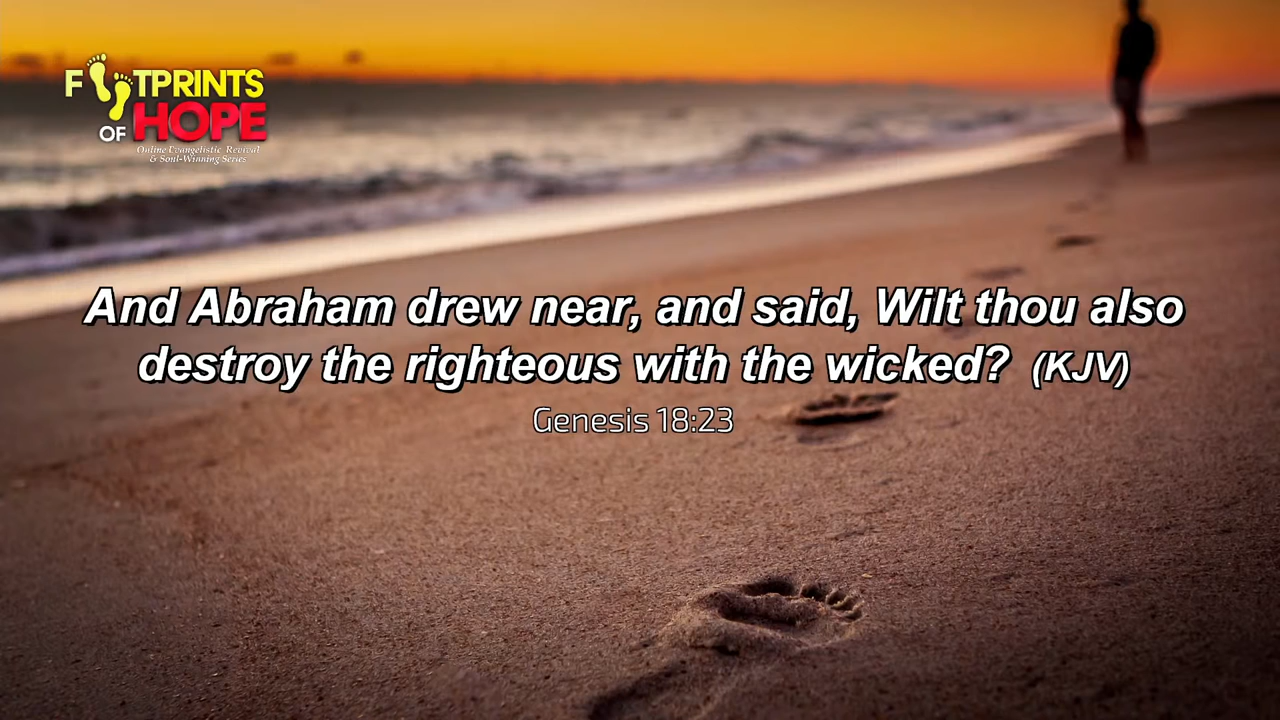 FOOTPRINTS
OF HOPE
Online Evangelistic Revival
& Soul-Winning Series
And Abraham drew near, and said, Wilt thou also
destroy the righteous with the wicked? (KJV)
Genesis 18:23